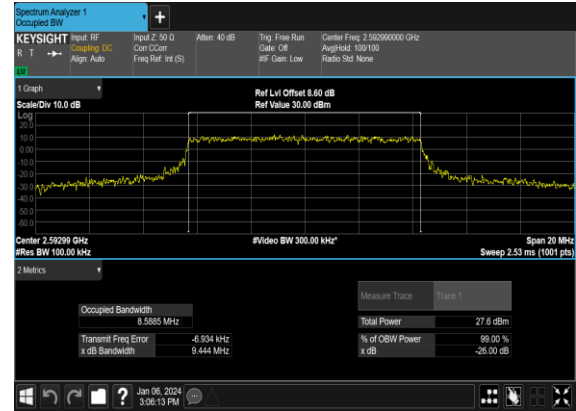 Spectrum Analyzer 1
Occupied BW
KEYSIGHT
R T
LU
Input: RF
Coupling: DC
Align: Auto
Input Z: 50 Ω
Corr CCorr
Freq Ref: Int (S)
Atten: 40 dB
Trig: Free Run
Gate: Off
#IF Gain: Low
Center Freq: 2.592990000 GHz
Avg|Hold: 100/100
Radio Std: None
1 Graph
Scale/Div 10.0 dB
Ref Lvl Offset 8.60 dB
Ref Value 30.00 dBm
Log
20.0
10.0
0.00
-10.0
-20.0
-30.0
-40.0
-50.0
-60.0
Center 2.59299 GHz
#Res BW 100.00 kHz
#Video BW 300.00 kHz*
Span 20 MHz
Sweep 2.53 ms (1001 pts)
2 Metrics
Measure Trace
Trace 1
Occupied Bandwidth
8.5885 MHz
Total Power
27.6 dBm
Transmit Freq Error
-6.934 kHz
% of OBW Power
99.00 %
x dB Bandwidth
9.444 MHz
x dB
-26.00 dB
?
Jan 06, 2024
3:06:13 PM